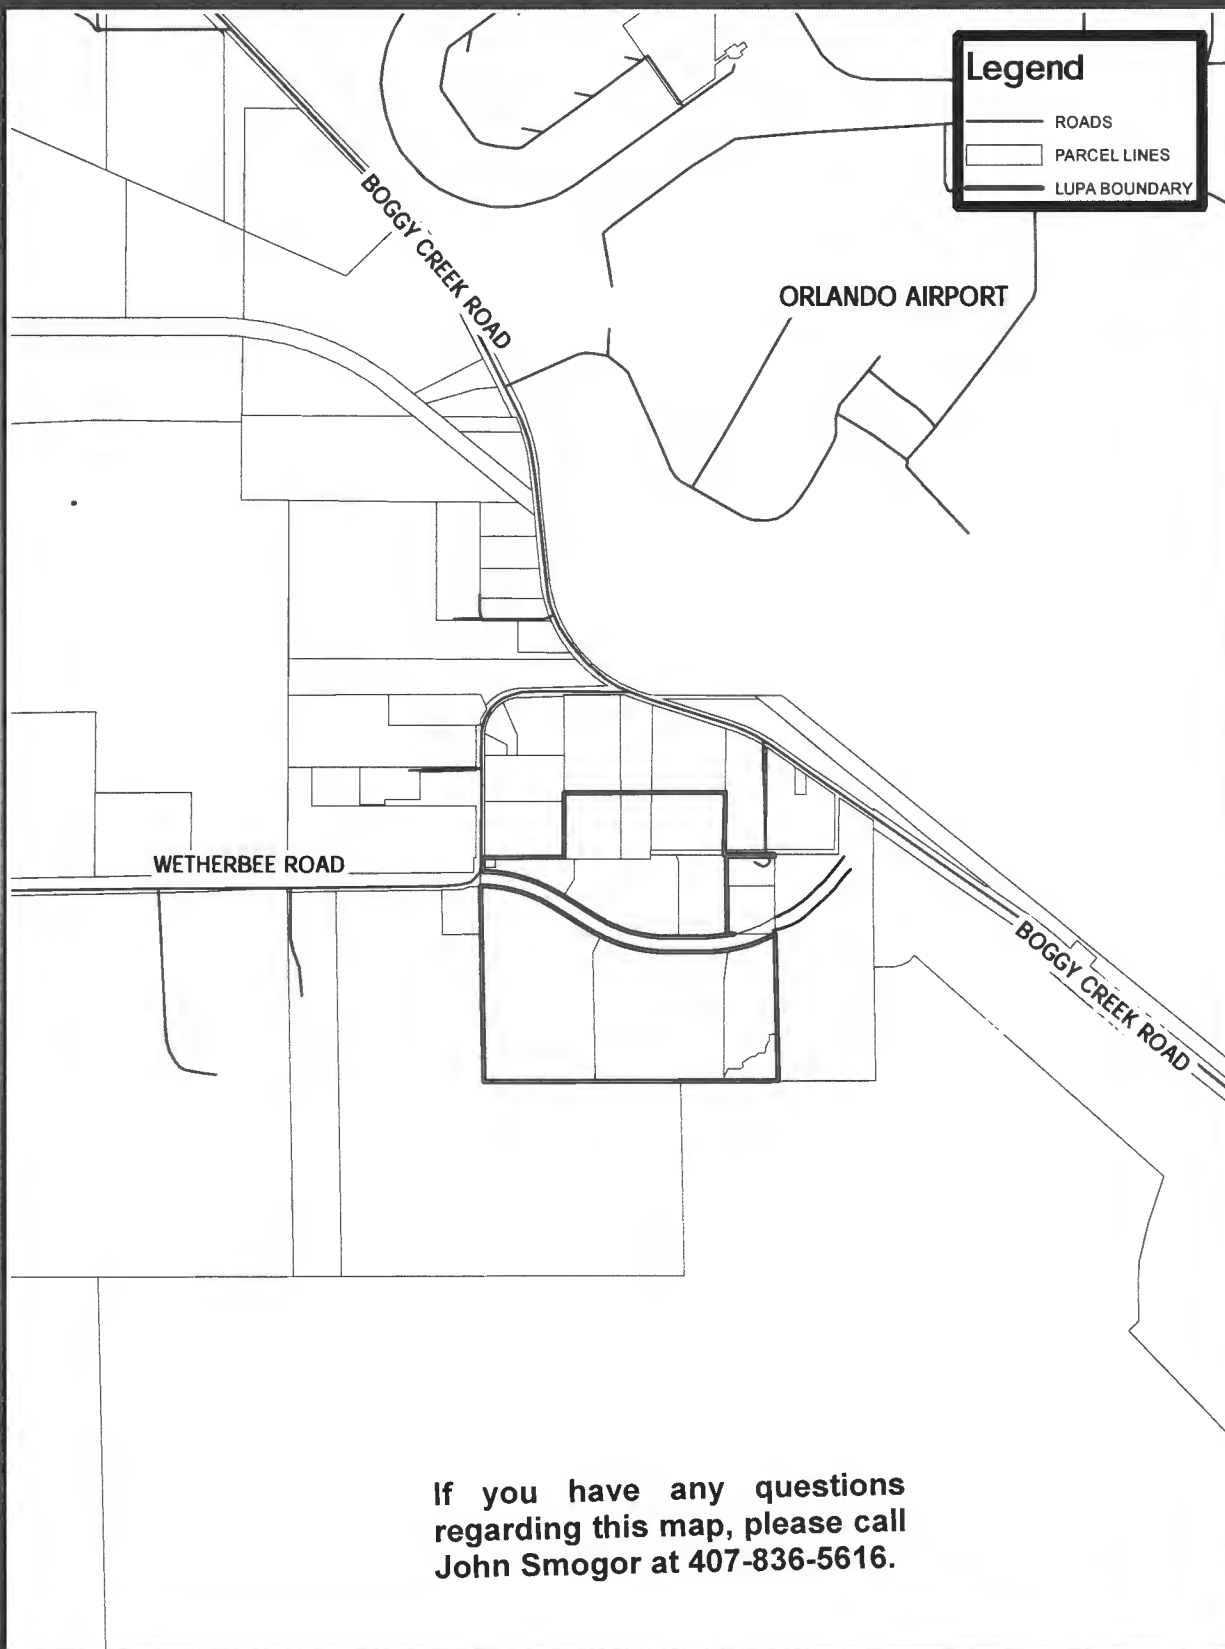 Legend
ROADS
PARCEL LINES
LUPA BOUNDARY
BOGGY CREEK ROAD
ORLANDO AIRPORT
WETHERBEE ROAD
BOGGY CREEK ROAD
If you have any questions
regarding this map, please call
John Smogor at 407-836-5616.